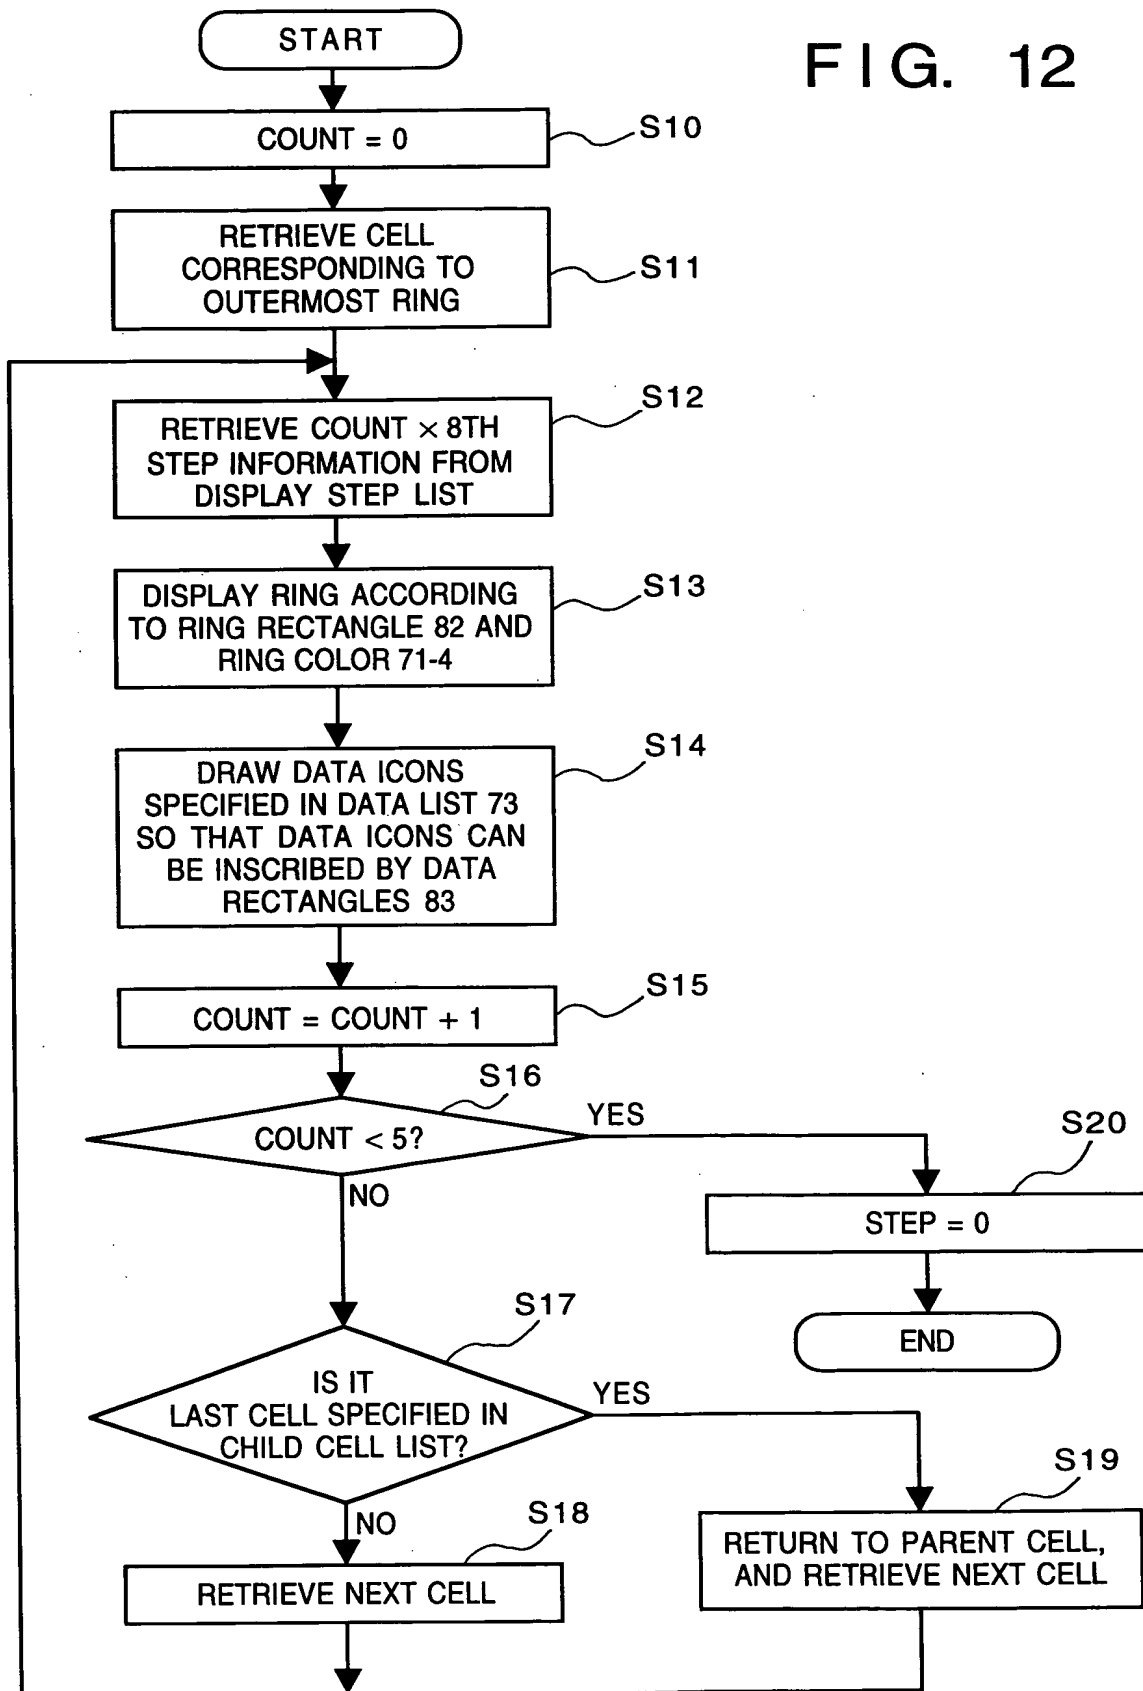 START
FIG. 12
COUNT = 0
S10
RETRIEVE CELL
CORRESPONDING TO
OUTERMOST RING
S11
S12
RETRIEVE COUNT × 8TH
STEP INFORMATION FROM
DISPLAY STEP LIST
S13
DISPLAY RING ACCORDING
TO RING RECTANGLE 82 AND
RING COLOR 71-4
S14
DRAW DATA ICONS
SPECIFIED IN DATA LIST 73
SO THAT DATA ICONS CAN
BE INSCRIBED BY DATA
RECTANGLES 83
S15
COUNT = COUNT + 1
S16
COUNT < 5?
YES
NO
S20
STEP = 0
END
S17
IS IT
LAST CELL SPECIFIED IN
CHILD CELL LIST?
YES
NO
S18
RETRIEVE NEXT CELL
S19
RETURN TO PARENT CELL,
AND RETRIEVE NEXT CELL